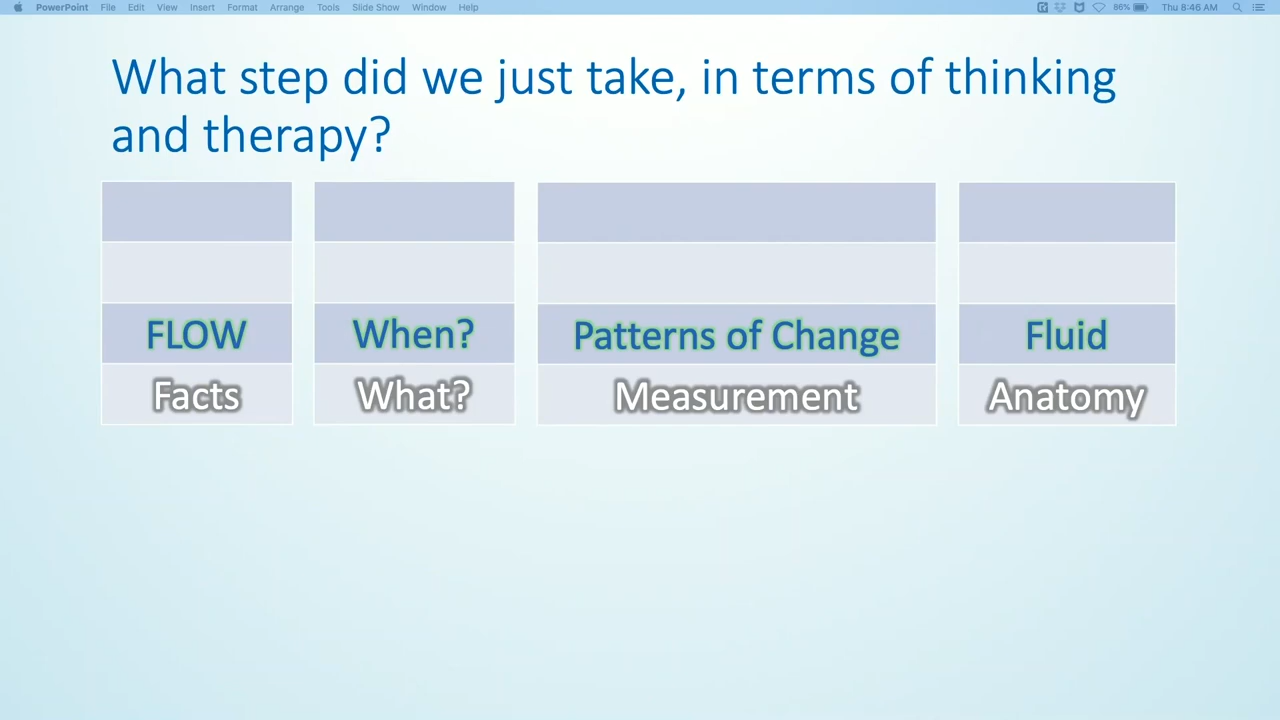 PowerPoint File Edit View Insert Format Arrange Tools Slide Show Window Help 86% Thu 8:46 AM
What step did we just take, in terms of thinking
and therapy?
FLOW When? Patterns of Change Fluid
Facts What? Measurement Anatomy